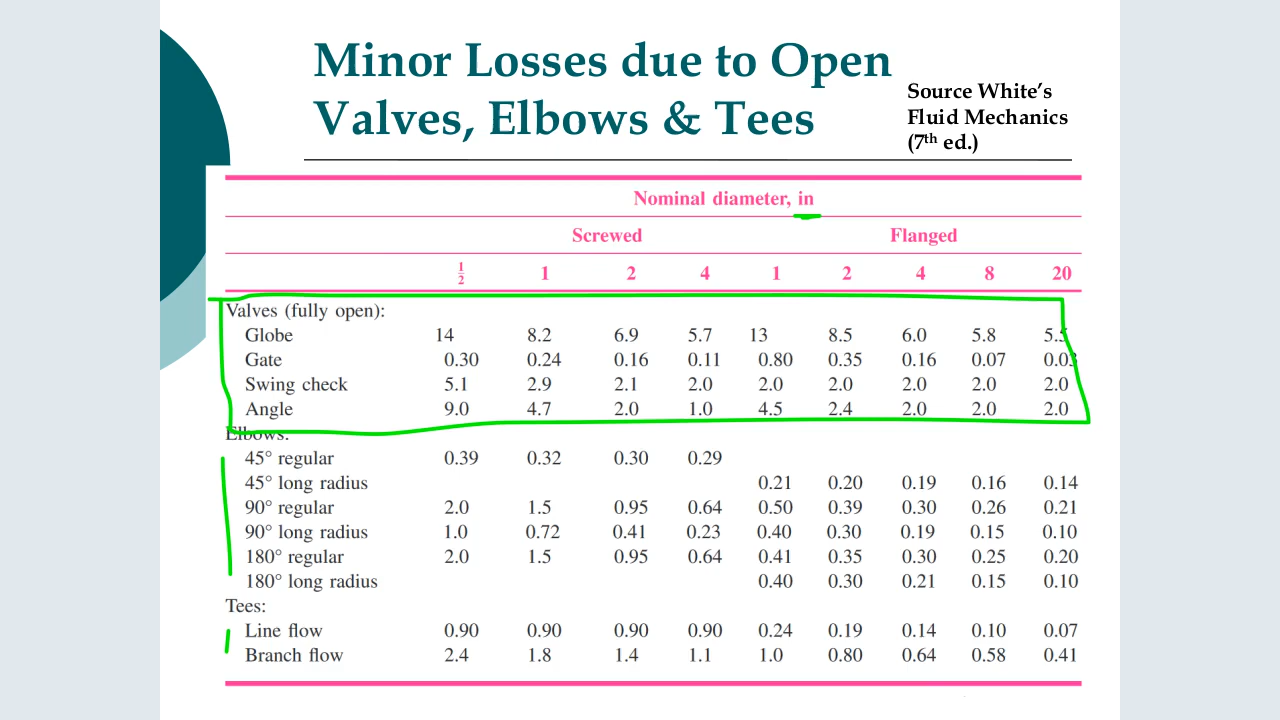 Minor Losses due to Open
Valves, Elbows & Tees
Source White's
Fluid Mechanics
(7th ed.)
Nominal diameter, in
Screwed Flanged
1/2 1 2 4 1 2 4 8 20
Valves (fully open):
Globe 14 8.2 6.9 5.7 13 8.5 6.0 5.8 5.5
Gate 0.30 0.24 0.16 0.11 0.80 0.35 0.16 0.07 0.03
Swing check 5.1 2.9 2.1 2.0 2.0 2.0 2.0 2.0 2.0
Angle 9.0 4.7 2.0 1.0 4.5 2.4 2.0 2.0 2.0
Elbows:
45° regular 0.39 0.32 0.30 0.29
45° long radius 0.21 0.20 0.19 0.16 0.14
90° regular 2.0 1.5 0.95 0.64 0.50 0.39 0.30 0.26 0.21
90° long radius 1.0 0.72 0.41 0.23 0.40 0.30 0.19 0.15 0.10
180° regular 2.0 1.5 0.95 0.64 0.41 0.35 0.30 0.25 0.20
180° long radius 0.40 0.30 0.21 0.15 0.10
Tees:
Line flow 0.90 0.90 0.90 0.90 0.24 0.19 0.14 0.10 0.07
Branch flow 2.4 1.8 1.4 1.1 1.0 0.80 0.64 0.58 0.41